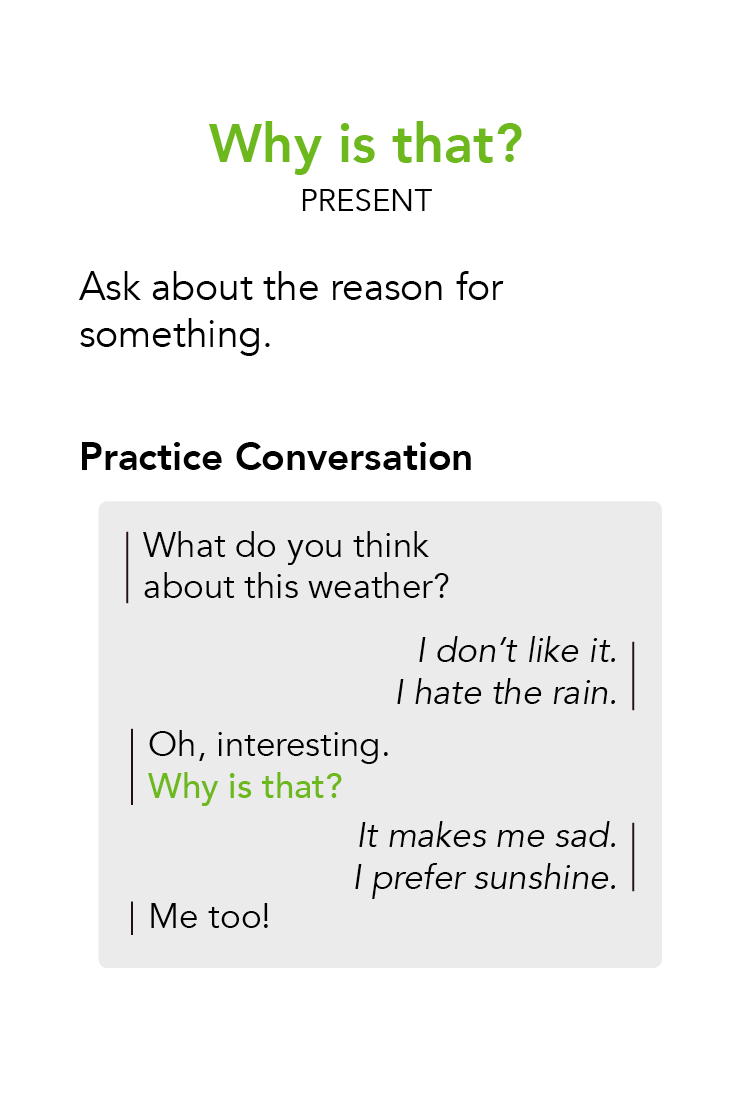 Why is that?
PRESENT
Ask about the reason for
something.
Practice Conversation
What do you think
about this weather?
I don’t like it.
I hate the rain.
Oh, interesting.
Why is that?
It makes me sad.
I prefer sunshine.
Me too!